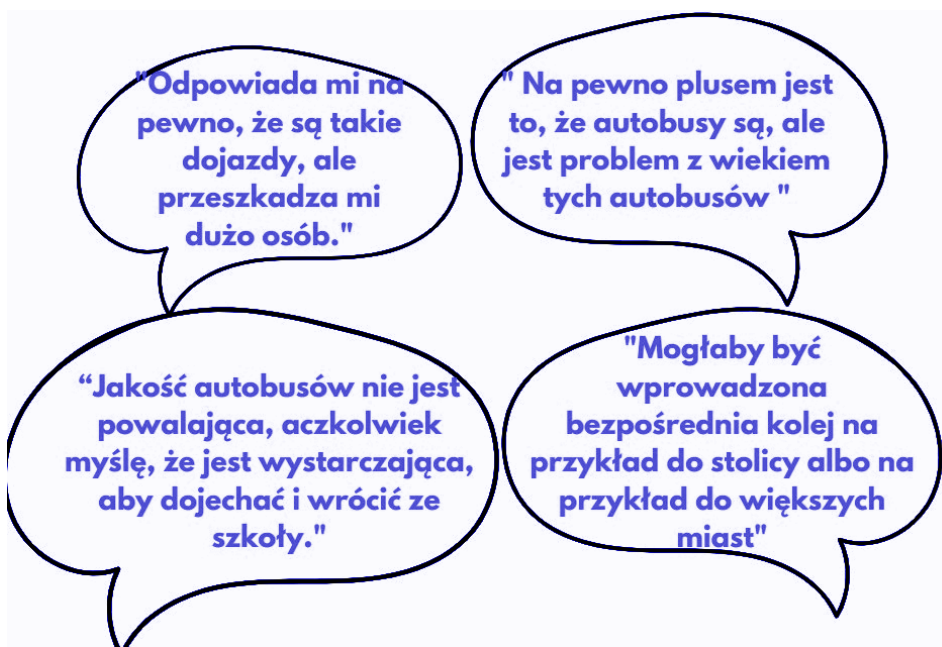 "Odpowiada mi na
pewno, że są takie
dojazdy, ale
przeszkadza mi
dużo osób."
" Na pewno plusem jest
to, że autobusy są, ale
jest problem z wiekiem
tych autobusów "
“Jakość autobusów nie jest
powalająca, aczkolwiek
myślę, że jest wystarczająca,
aby dojechać i wrócić ze
szkoły."
"Mogłaby być
wprowadzona
bezpośrednia kolej na
przykład do stolicy albo na
przykład do większych
miast"